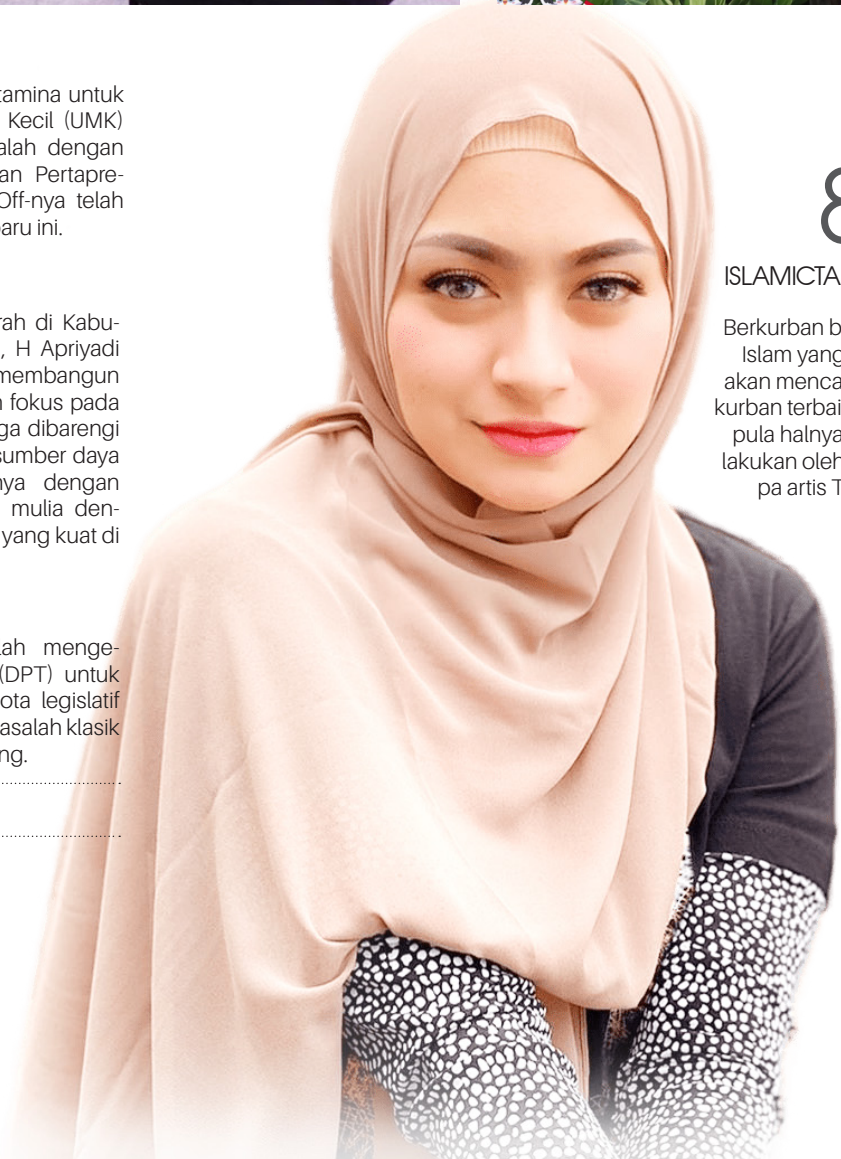 tamina untuk
Kecil (UMK)
alah dengan
an Pertapre-
Off-nya telah
aru ini.
rah di Kabu-
, H Apriyadi
membangun
fokus pada
ga dibarengi
sumber daya
nya dengan
mulia den-
yang kuat di
lah menge-
(DPT) untuk
ota legislatif
asalah klasik
ng.
8
ISLAMICTA
Berkurban b
Islam yang
akan menca
kurban terbai
pula halnya
lakukan oleh
pa artis T